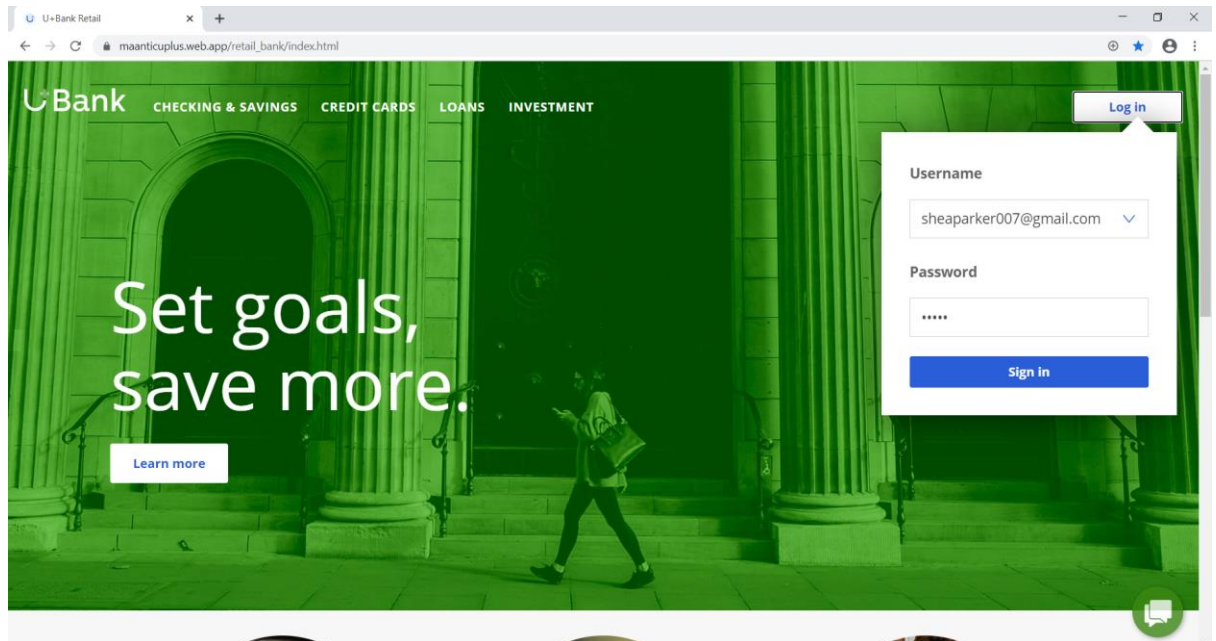 U+Bank Retail
maanticuplus.web.app/retail_bank/index.html
U+Bank
CHECKING & SAVINGS CREDIT CARDS LOANS INVESTMENT
Log in
Username
sheaparker007@gmail.com
Password
•••••
Sign in
Set goals,
save more.
Learn more